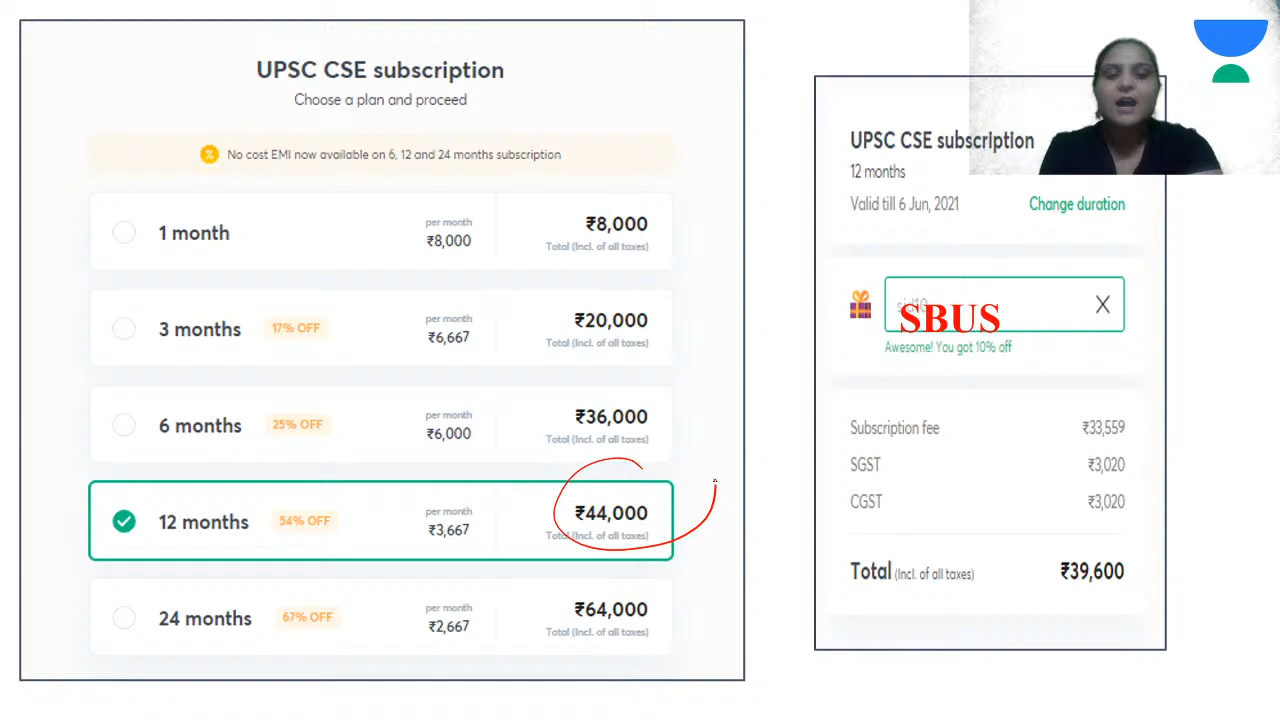 UPSC CSE subscription
Choose a plan and proceed
No cost EMI now available on 6, 12 and 24 months subscription
1 month
per month
₹8,000
₹8,000
Total (Incl. of all taxes)
3 months
17% OFF
per month
₹6,667
₹20,000
Total (Incl. of all taxes)
6 months
25% OFF
per month
₹6,000
₹36,000
Total (Incl. of all taxes)
12 months
54% OFF
per month
₹3,667
₹44,000
Total (Incl. of all taxes)
24 months
67% OFF
per month
₹2,667
₹64,000
Total (Incl. of all taxes)
UPSC CSE subscription
12 months
Valid till 6 Jun, 2021
Change duration
SBUS
X
Awesome! You got 10% off
Subscription fee
₹33,559
SGST
₹3,020
CGST
₹3,020
Total (Incl. of all taxes)
₹39,600